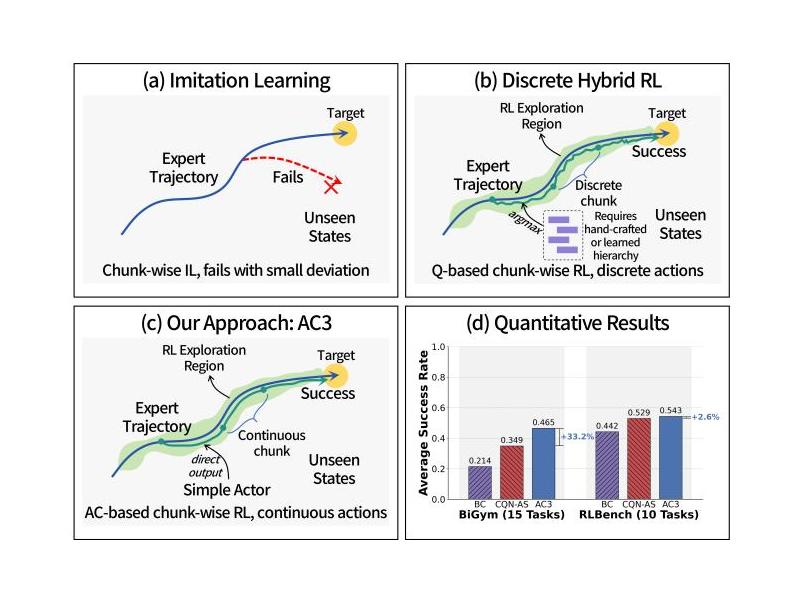 (a) Imitation Learning
Target
Expert
Trajectory
Fails
Unseen
States
Chunk-wise IL, fails with small deviation
(b) Discrete Hybrid RL
RL Exploration
Region
Target
Success
Expert
Trajectory
Discrete
chunk
argmax
Requires
hand-crafted
or learned
hierarchy
Unseen
States
Q-based chunk-wise RL, discrete actions
(c) Our Approach: AC3
RL Exploration
Region
Target
Success
Expert
Trajectory
Continuous
chunk
direct
output
Simple Actor
Unseen
States
AC-based chunk-wise RL, continuous actions
(d) Quantitative Results
Average Success Rate
1.0
0.8
0.6
0.4
0.2
0.0
0.214
0.349
0.465
+33.2%
0.442
0.529
0.543
+2.6%
BC CQN-AS AC3
BC CQN-AS AC3
BiGym (15 Tasks)
RLBench (10 Tasks)